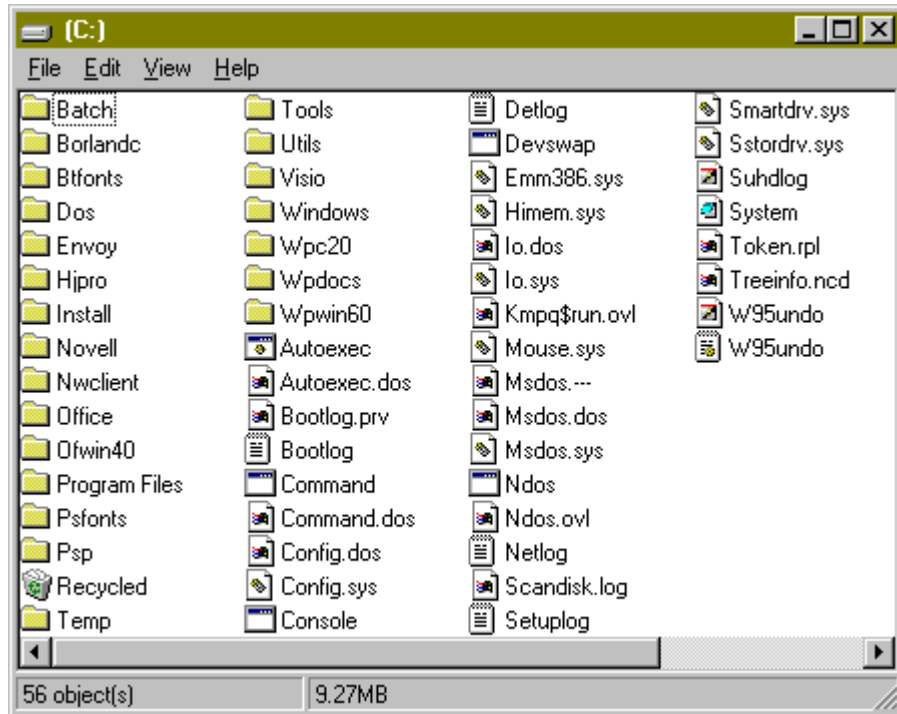 (C:)
File Edit View Help
Batch
Borlandc
Btfonts
Dos
Envoy
Hjpro
Install
Novell
Nwclient
Office
Ofwin40
Program Files
Psfonts
Psp
Recycled
Temp
Tools
Utils
Visio
Windows
Wpc20
Wpdocs
Wpwin60
Autoexec
Autoexec.dos
Bootlog.prv
Bootlog
Command
Command.dos
Config.dos
Config.sys
Console
Detlog
Devswap
Emm386.sys
Himem.sys
Io.dos
Io.sys
Kmpq$run.ovl
Mouse.sys
Msdos.---
Msdos.dos
Msdos.sys
Ndos
Ndos.ovl
Netlog
Scandisk.log
Setuplog
Smartdrv.sys
Sstordrv.sys
Suhdlog
System
Token.rpl
Treeinfo.ncd
W95undo
W95undo
56 object(s) 9.27MB